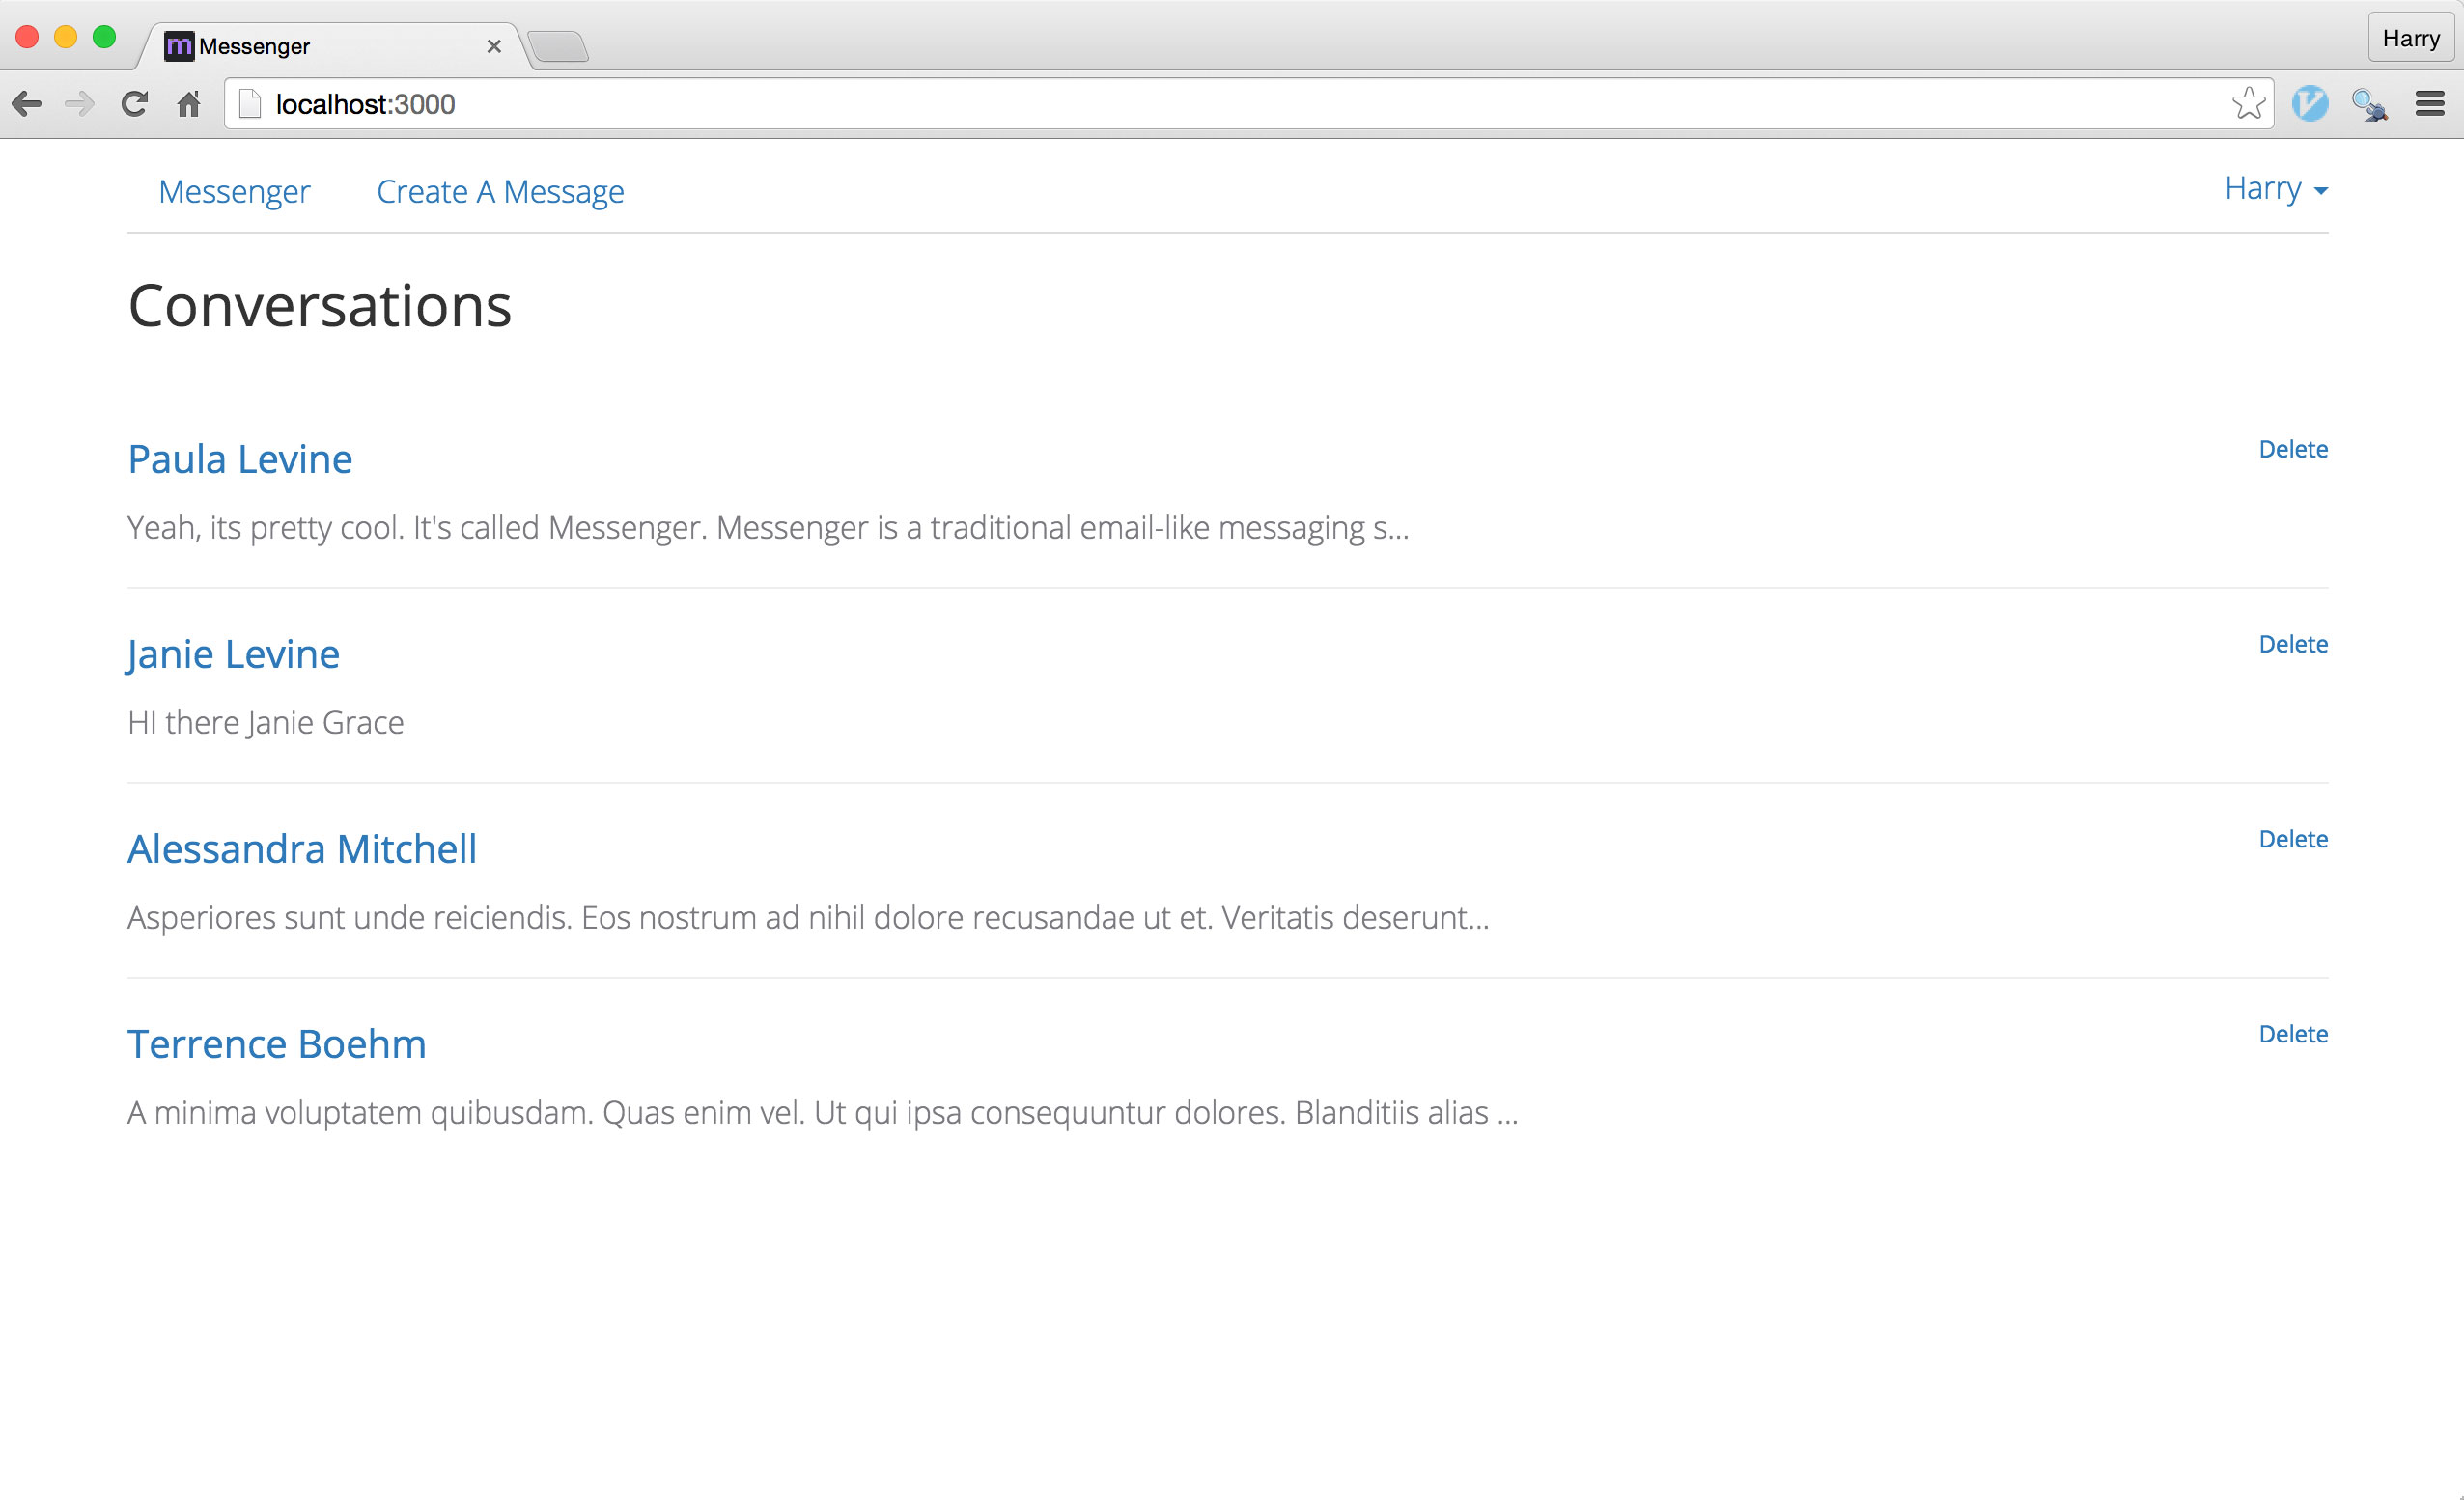 m Messenger
Harry
localhost:3000
Messenger Create A Message Harry
Conversations
Paula Levine Delete
Yeah, its pretty cool. It's called Messenger. Messenger is a traditional email-like messaging s...
Janie Levine Delete
HI there Janie Grace
Alessandra Mitchell Delete
Asperiores sunt unde reiciendis. Eos nostrum ad nihil dolore recusandae ut et. Veritatis deserunt...
Terrence Boehm Delete
A minima voluptatem quibusdam. Quas enim vel. Ut qui ipsa consequuntur dolores. Blanditiis alias ...